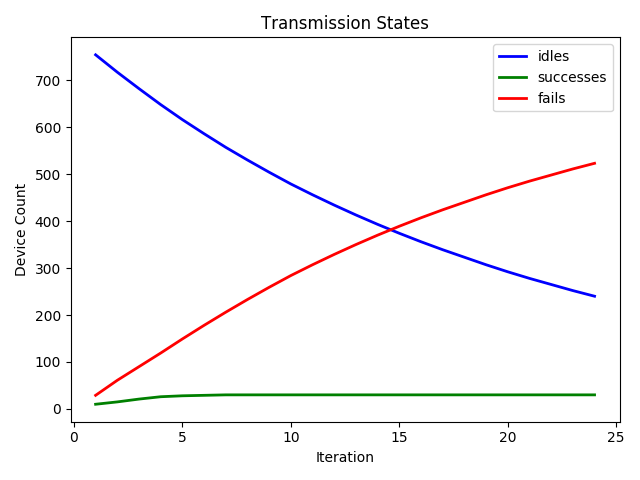 Transmission States
idles
successes
fails
Device Count
700
600
500
400
300
200
100
0
0 5 10 15 20 25
Iteration